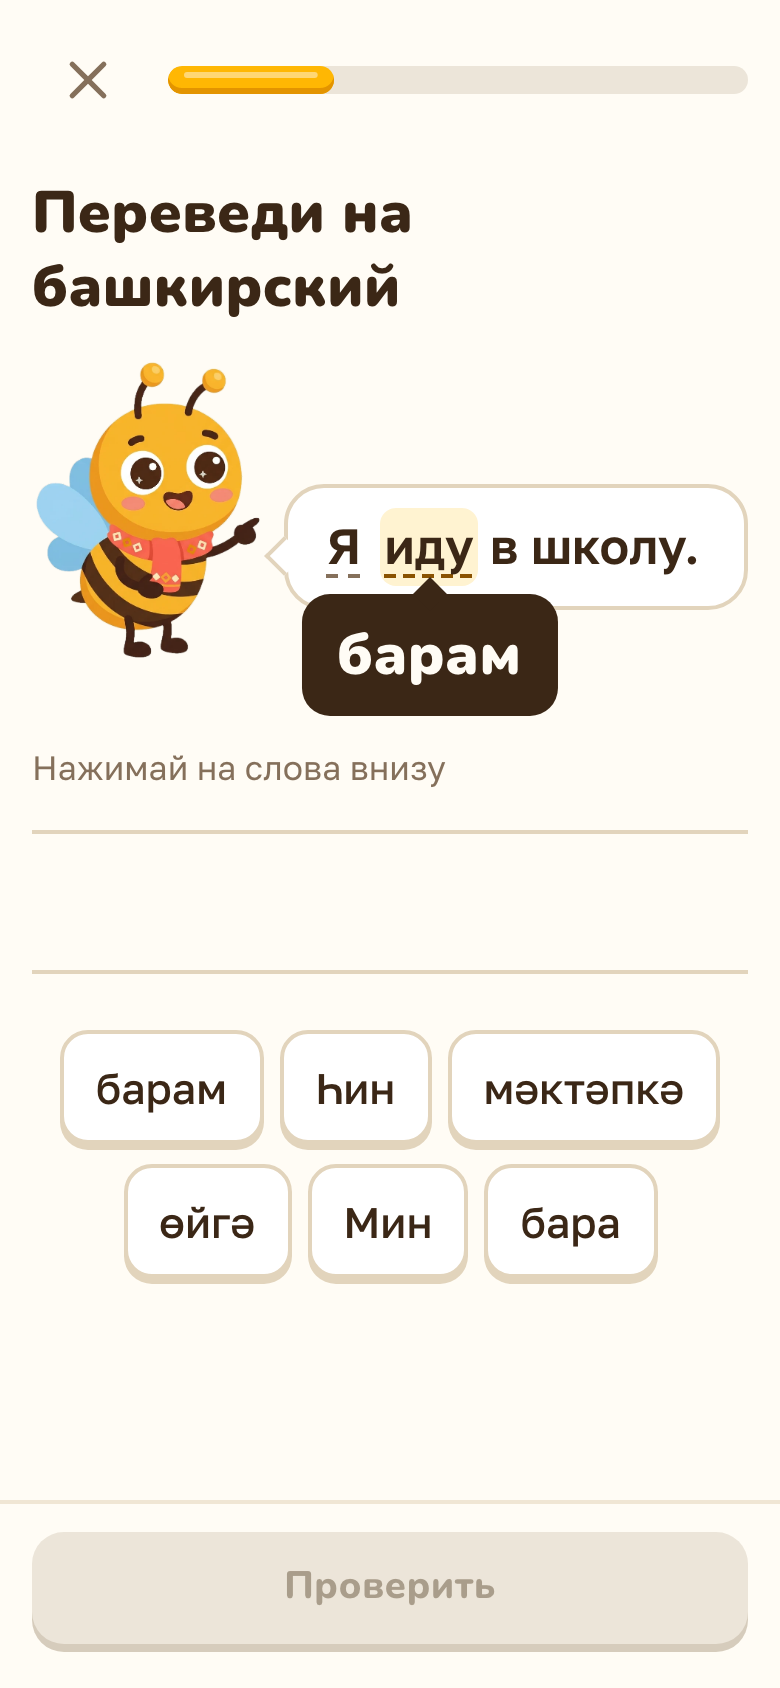 Переведи на
башкирский
Я иду в школу.
барам
Нажимай на слова внизу
барам Һин мәктәпкә
өйгә Мин бара
Проверить